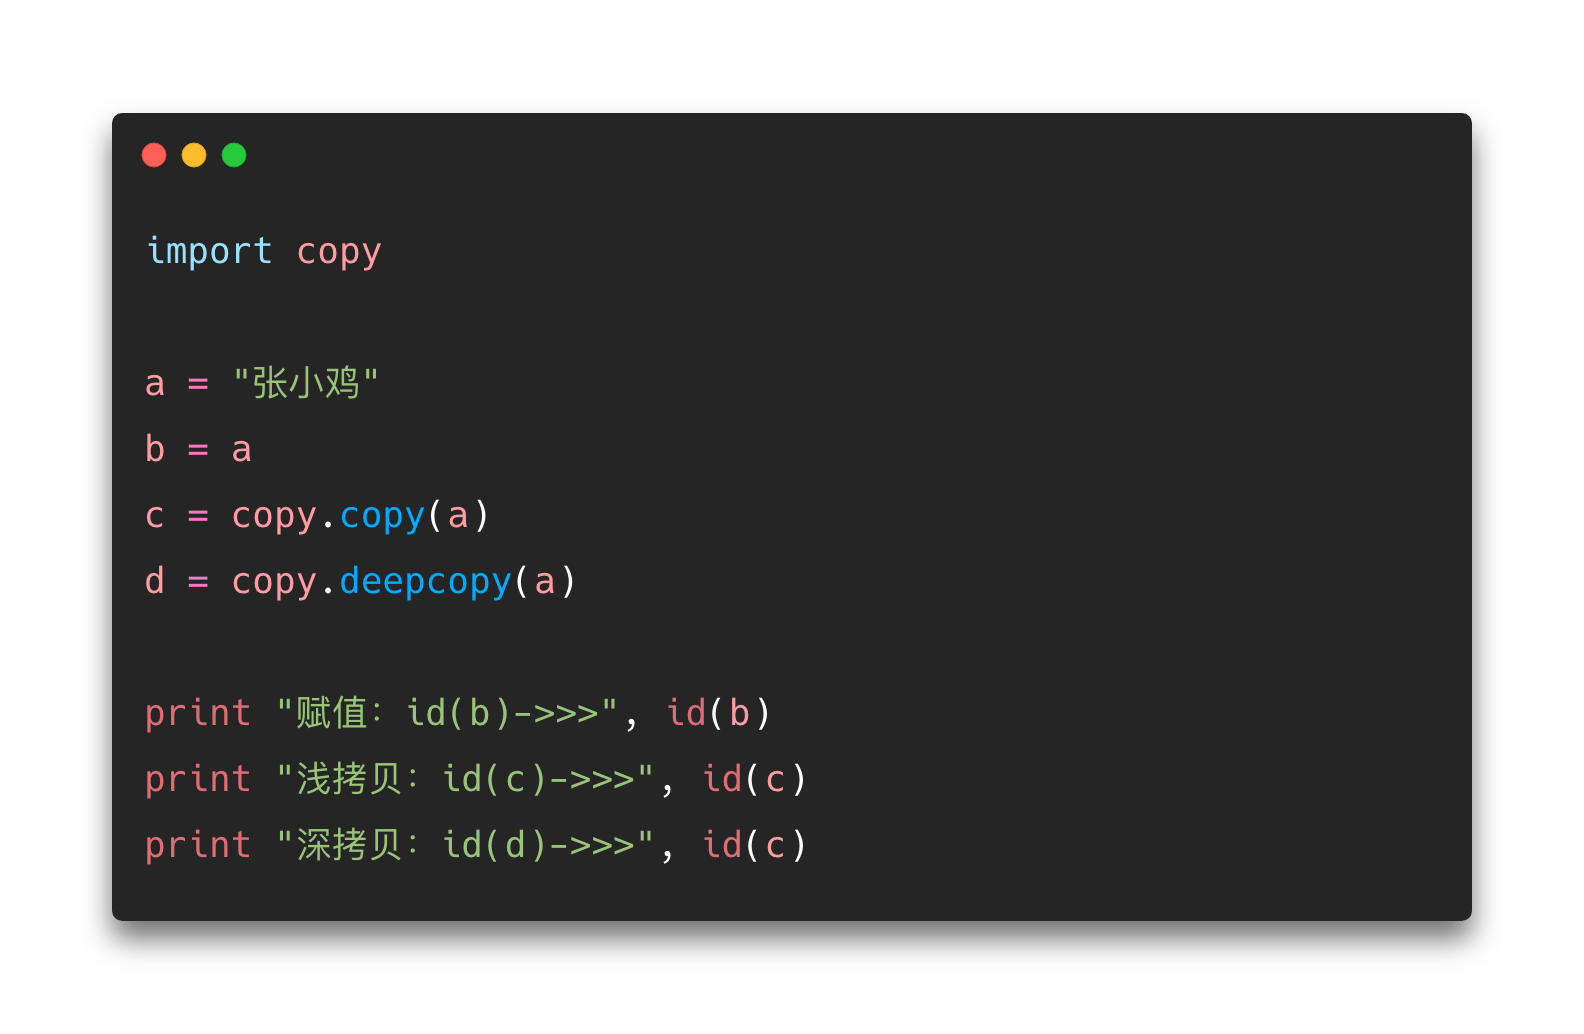 import copy
a = "张小鸡"
b = a
c = copy.copy(a)
d = copy.deepcopy(a)
print "赋值：id(b)->>>", id(b)
print "浅拷贝：id(c)->>>", id(c)
print "深拷贝：id(d)->>>", id(c)